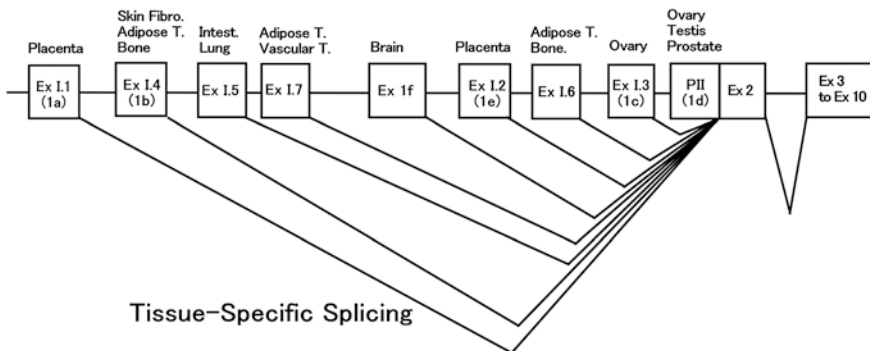 Placenta
Skin Fibro.
Adipose T.
Bone
Intest.
Lung
Adipose T.
Vascular T.
Brain
Placenta
Adipose T.
Bone.
Ovary
Ovary
Testis
Prostate
Ex I.1
(1a)
Ex I.4
(1b)
Ex I.5
Ex I.7
Ex 1f
Ex I.2
(1e)
Ex I.6
Ex I.3
(1c)
PII
(1d)
Ex 2
Ex 3
to Ex 10
Tissue-Specific Splicing